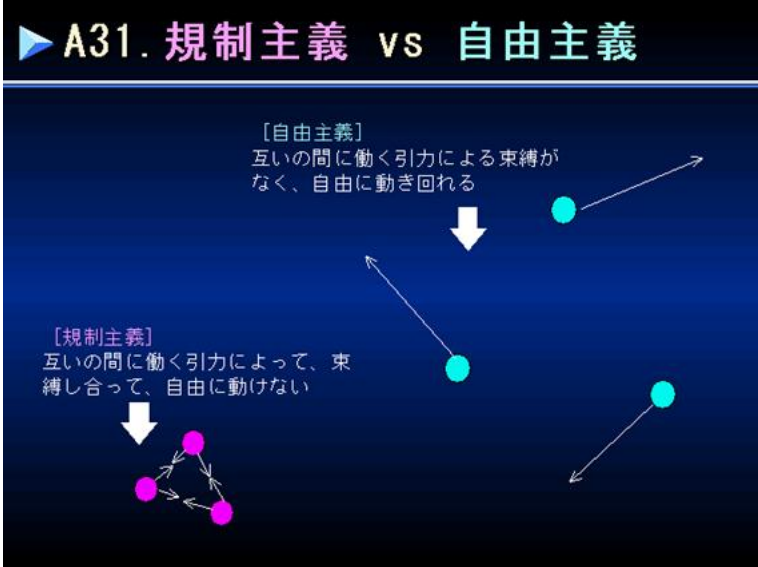 A31.規制主義 vs 自由主義
[自由主義]
互いの間に働く引力による束縛が
なく、自由に動き回れる
[規制主義]
互いの間に働く引力によって、束
縛し合って、自由に動けない